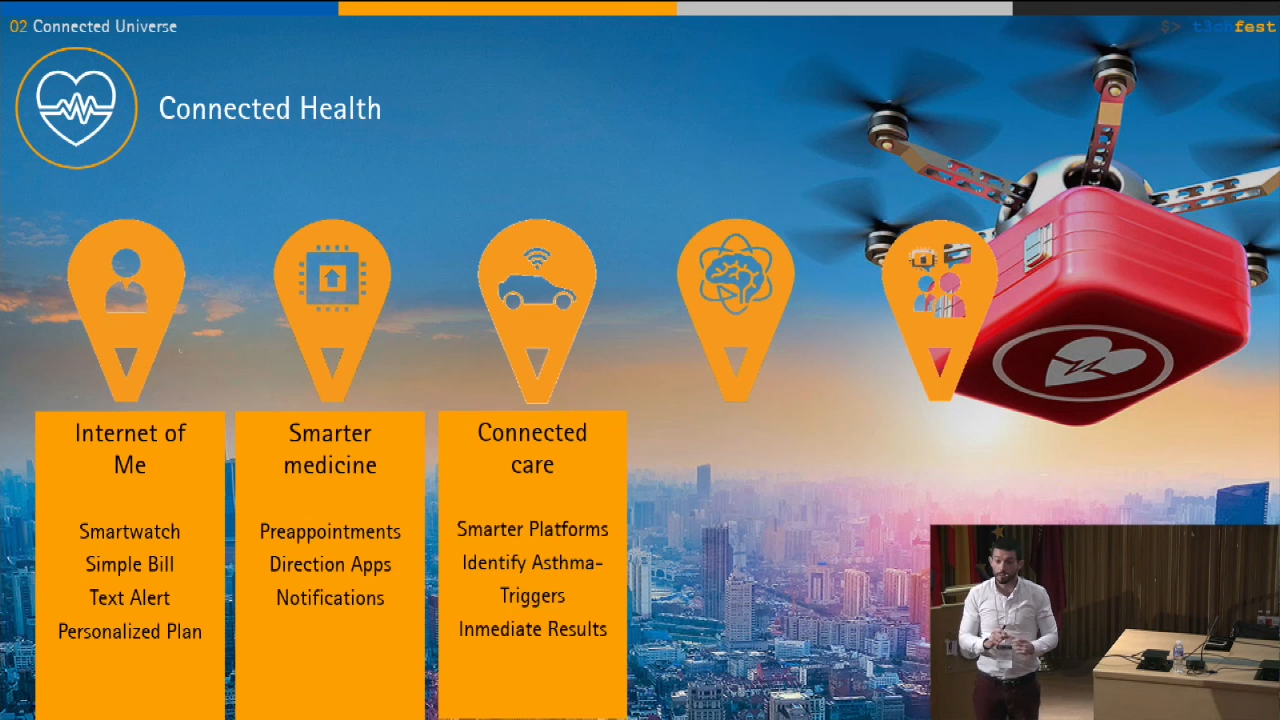 02 Connected Universe
$> t3chfest
Connected Health
Internet of
Me
Smartwatch
Simple Bill
Text Alert
Personalized Plan
Smarter
medicine
Preappointments
Direction Apps
Notifications
Connected
care
Smarter Platforms
Identify Asthma-
Triggers
Inmediate Results